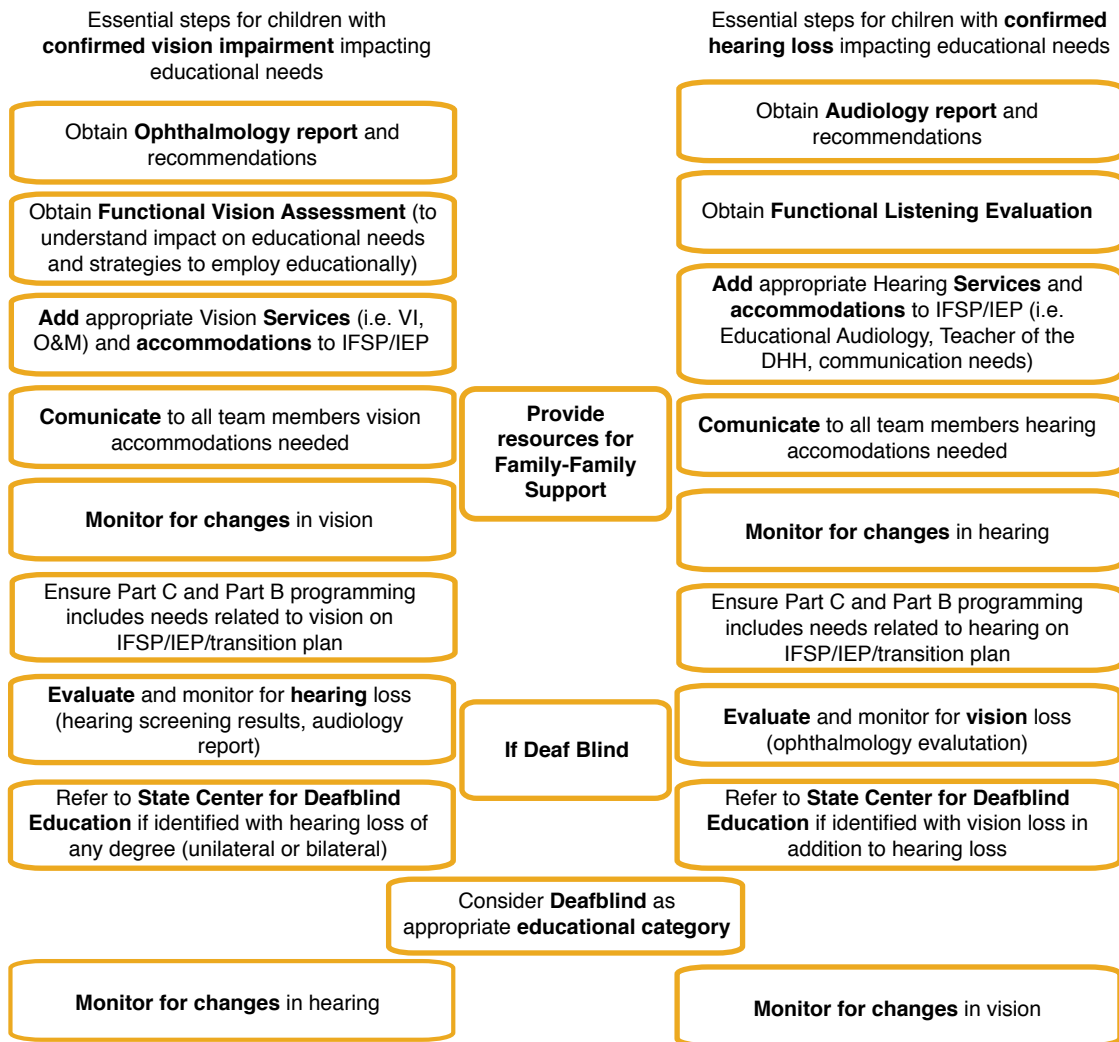 Essential steps for children with
confirmed vision impairment impacting
educational needs
Obtain Ophthalmology report and
recommendations
Obtain Functional Vision Assessment (to
understand impact on educational needs
and strategies to employ educationally)
Add appropriate Vision Services (i.e. VI,
O&M) and accommodations to IFSP/IEP
Comunicate to all team members vision
accommodations needed
Monitor for changes in vision
Ensure Part C and Part B programming
includes needs related to vision on
IFSP/IEP/transition plan
Evaluate and monitor for hearing loss
(hearing screening results, audiology
report)
Refer to State Center for Deafblind
Education if identified with hearing loss of
any degree (unilateral or bilateral)
Provide
resources for
Family-Family
Support
If Deaf Blind
Essential steps for chilren with confirmed
hearing loss impacting educational needs
Obtain Audiology report and
recommendations
Obtain Functional Listening Evaluation
Add appropriate Hearing Services and
accommodations to IFSP/IEP (i.e.
Educational Audiology, Teacher of the
DHH, communication needs)
Comunicate to all team members hearing
accomodations needed
Monitor for changes in hearing
Ensure Part C and Part B programming
includes needs related to hearing on
IFSP/IEP/transition plan
Evaluate and monitor for vision loss
(ophthalmology evalutation)
Refer to State Center for Deafblind
Education if identified with vision loss in
addition to hearing loss
Consider Deafblind as
appropriate educational category
Monitor for changes in hearing
Monitor for changes in vision